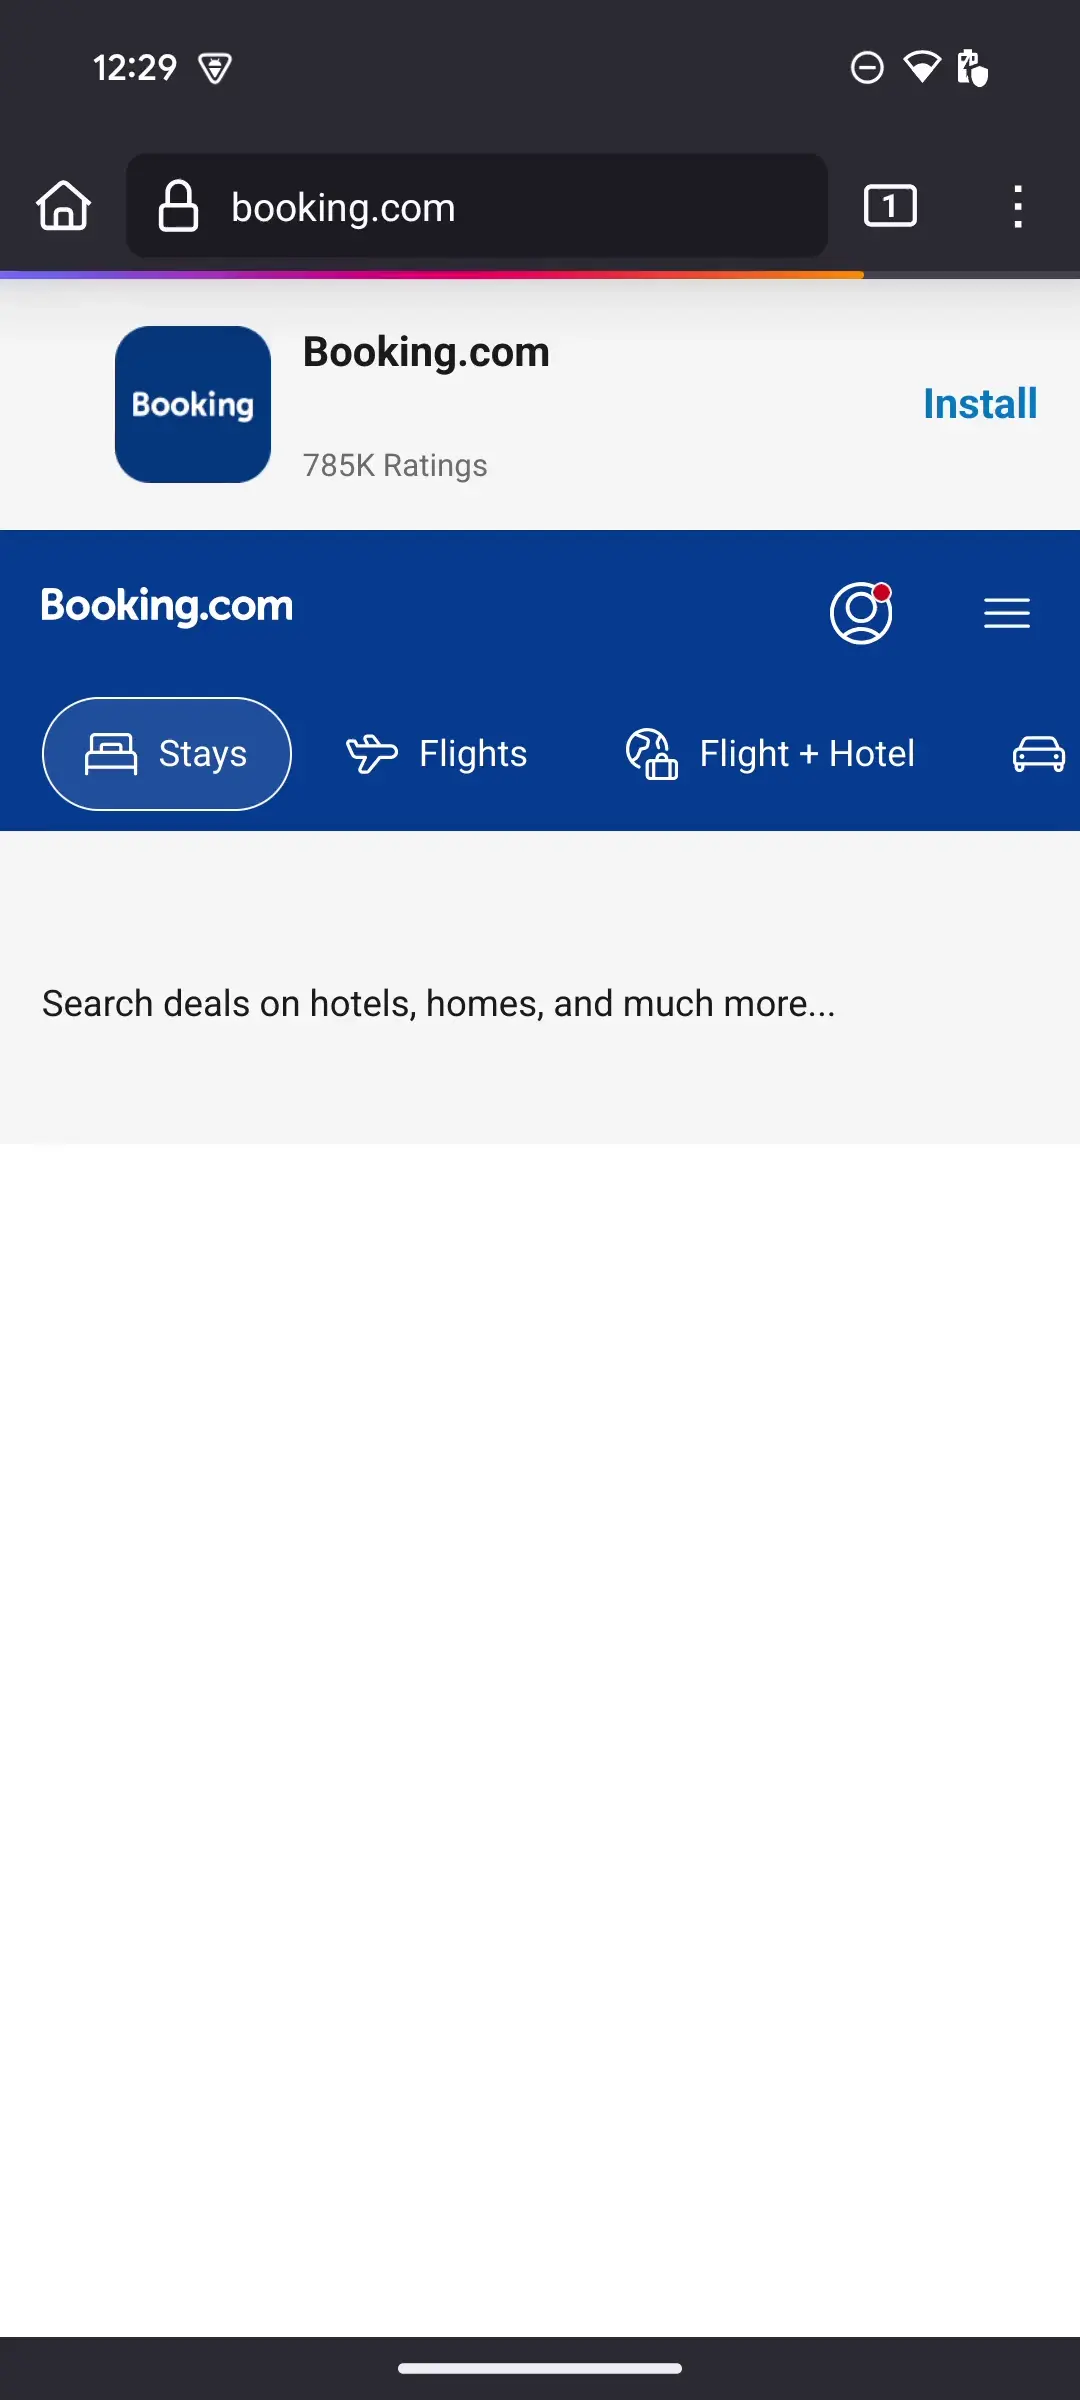 12:29
booking.com
1
Booking.com
Booking
Install
785K Ratings
Booking.com
Stays
Flights
Flight + Hotel
Search deals on hotels, homes, and much more...